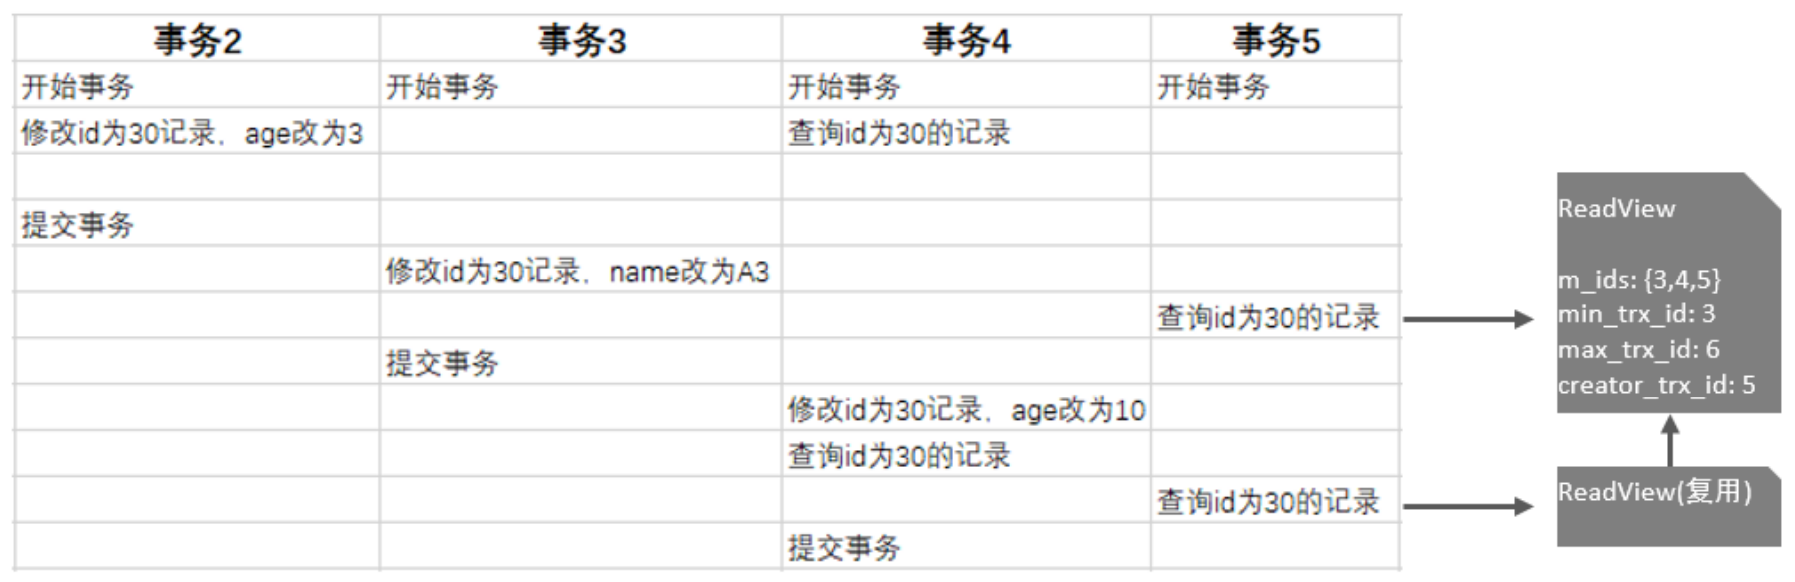 事务2 事务3 事务4 事务5
开始事务 开始事务 开始事务 开始事务
修改id为30记录，age改为3 查询id为30的记录
提交事务
修改id为30记录，name改为A3
查询id为30的记录
提交事务
修改id为30记录，age改为10
查询id为30的记录
查询id为30的记录
提交事务
ReadView
m_ids: {3,4,5}
min_trx_id: 3
max_trx_id: 6
creator_trx_id: 5
ReadView(复用)